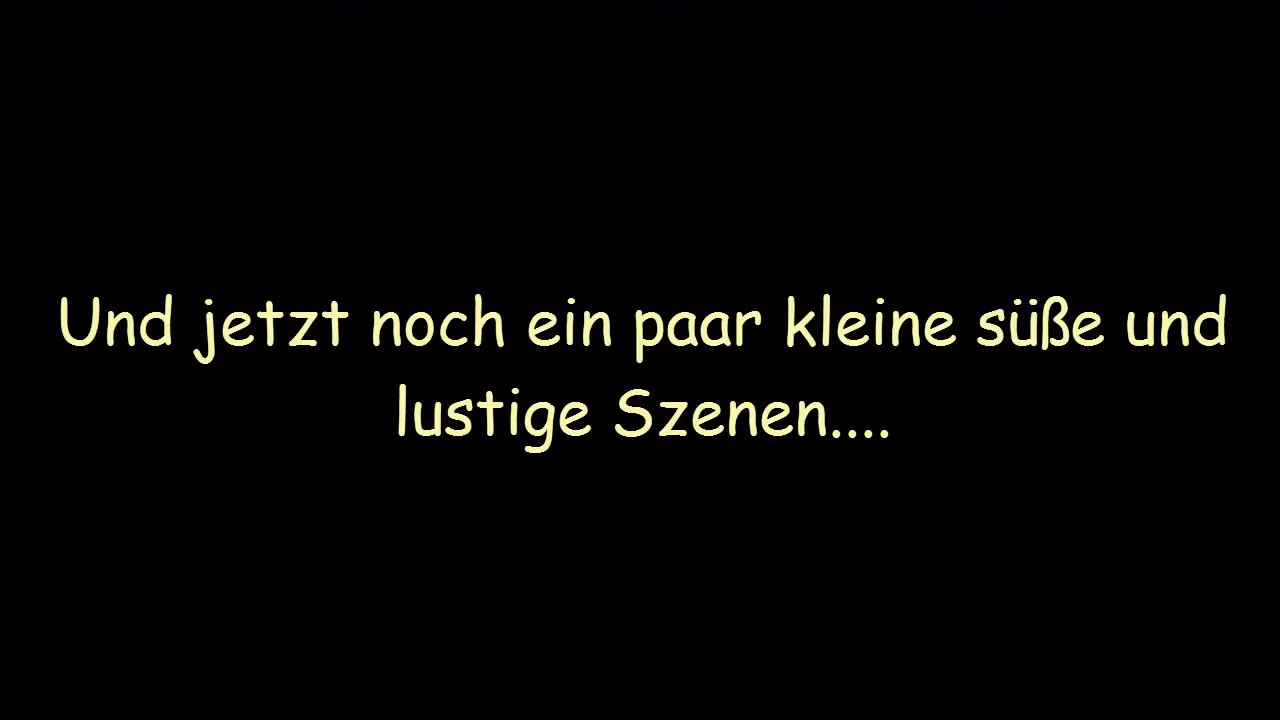 Und jetzt noch ein paar kleine süße und
lustige Szenen....